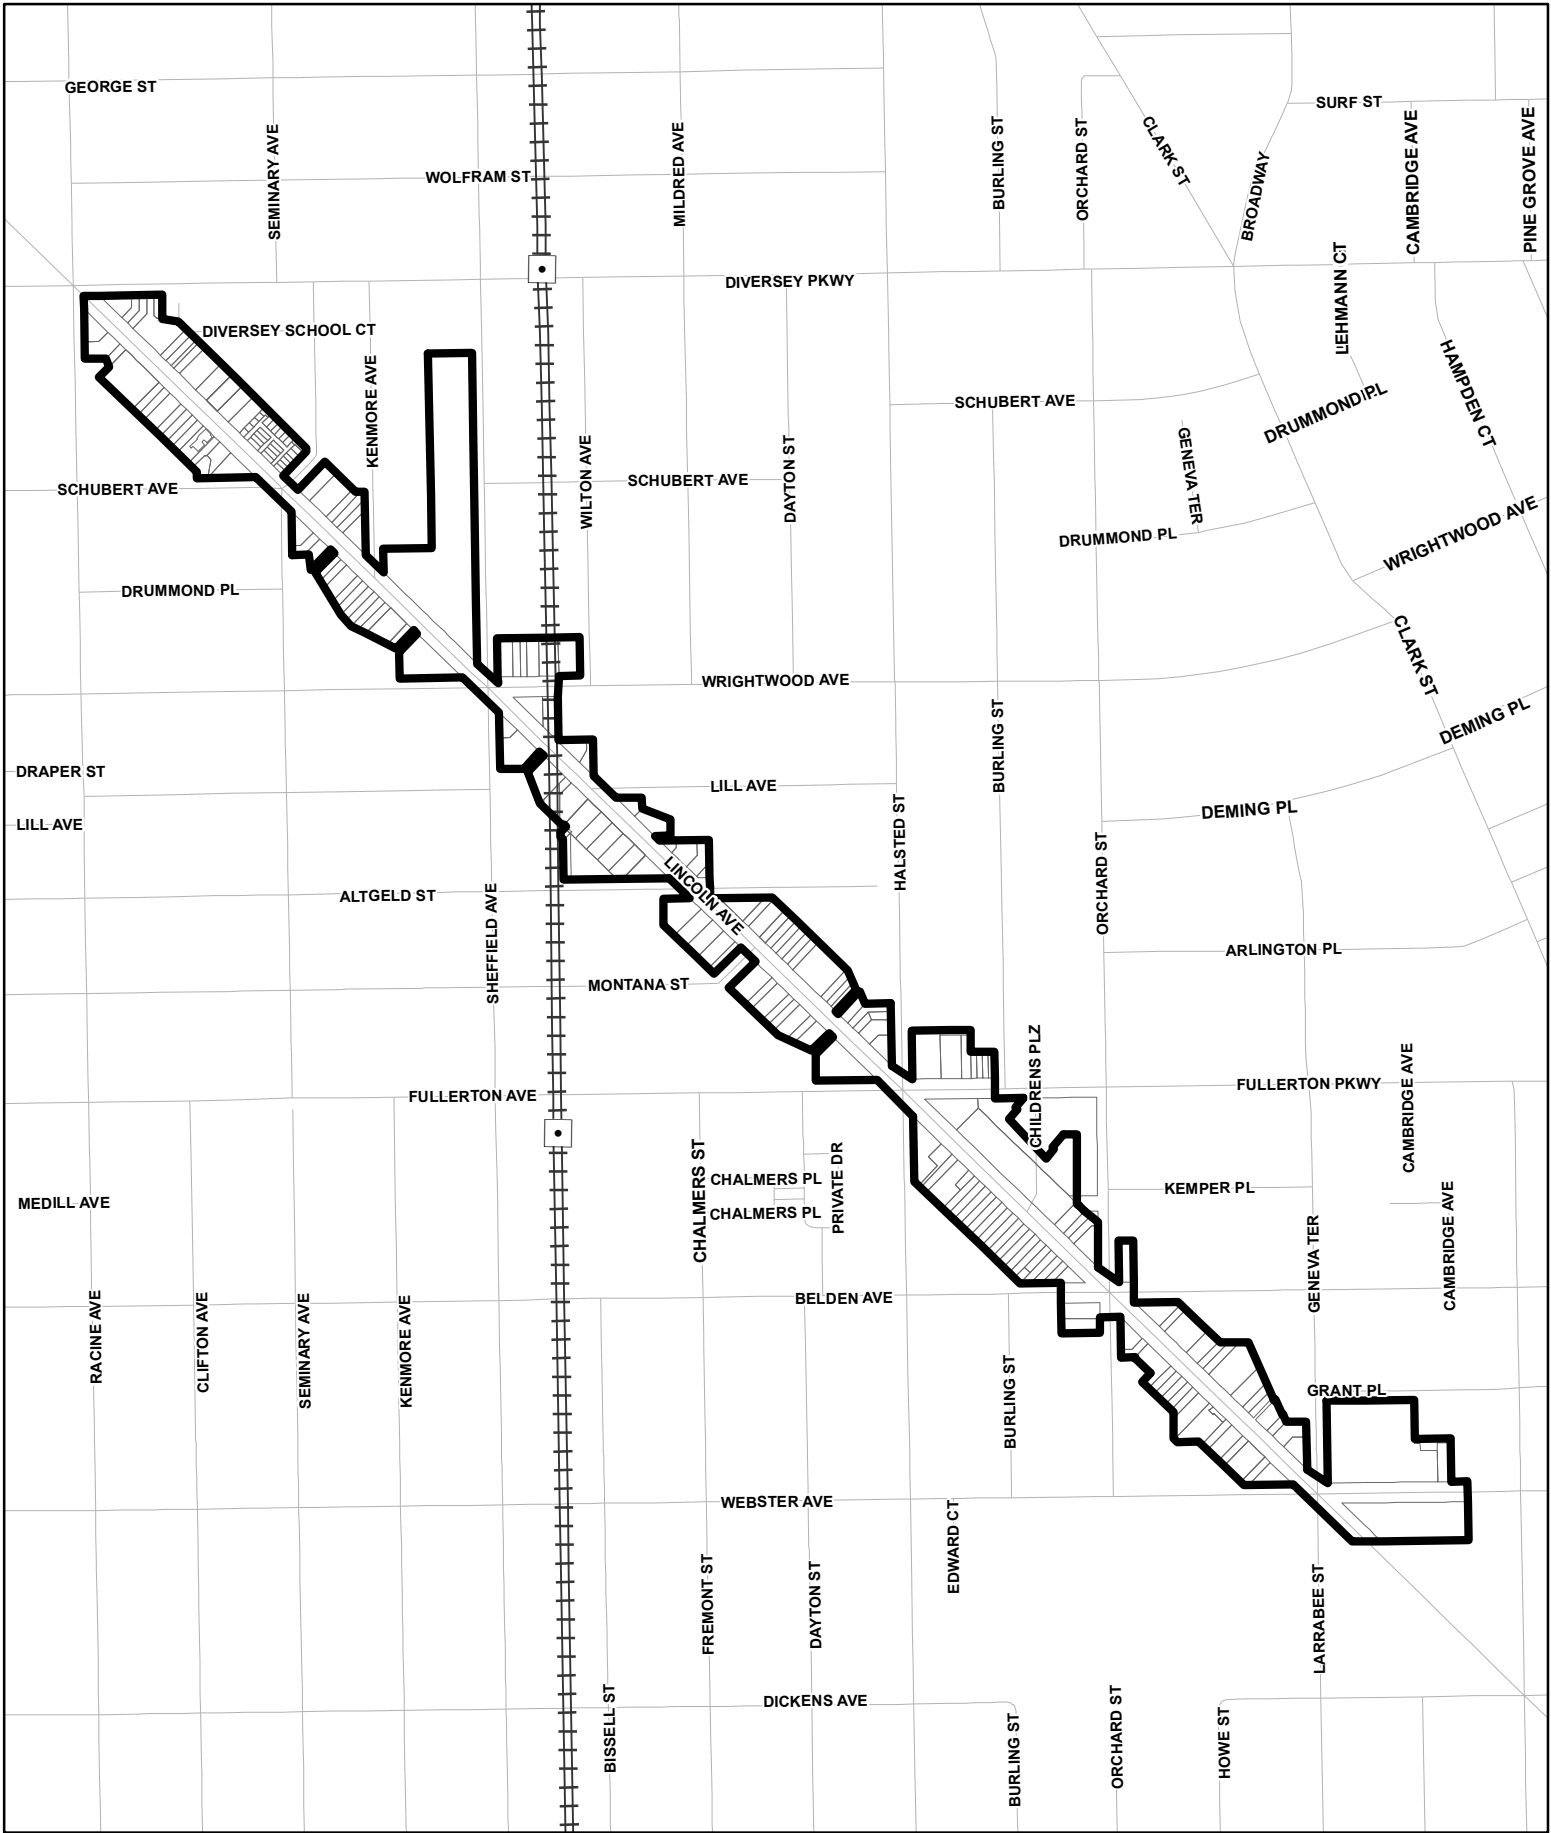 GEORGE ST
SURF ST
SEMINARY AVE
MILDRED AVE
BURLING ST
ORCHARD ST
CLARK ST
BROADWAY
CAMBRIDGE AVE
PINE GROVE AVE
WOLFRAM ST
DIVERSEY PKWY
LEHMANN CT
DIVERSEY SCHOOL CT
KENMORE AVE
HAMPDEN CT
SCHUBERT AVE
DRUMMOND PL
WILTON AVE
DAYTON ST
GENEVA TER
SCHUBERT AVE
SCHUBERT AVE
WRIGHTWOOD AVE
DRUMMOND PL
DRUMMOND PL
CLARK ST
WRIGHTWOOD AVE
BURLING ST
DEMING PL
DRAPER ST
LILL AVE
HALSTED ST
DEMING PL
LILL AVE
ORCHARD ST
LINCOLN AVE
ALTGELD ST
SHEFFIELD AVE
ARLINGTON PL
MONTANA ST
CHILDRENS PLZ
CAMBRIDGE AVE
FULLERTON PKWY
FULLERTON AVE
CHALMERS ST
CHALMERS PL
PRIVATE DR
KEMPER PL
MEDILL AVE
CHALMERS PL
GENEVA TER
CAMBRIDGE AVE
BELDEN AVE
RACINE AVE
CLIFTON AVE
SEMINARY AVE
KENMORE AVE
BURLING ST
GRANT PL
WEBSTER AVE
EDWARD CT
FREMONT ST
DAYTON ST
LARRABEE ST
DICKENS AVE
BISSELL ST
BURLING ST
ORCHARD ST
HOWE ST